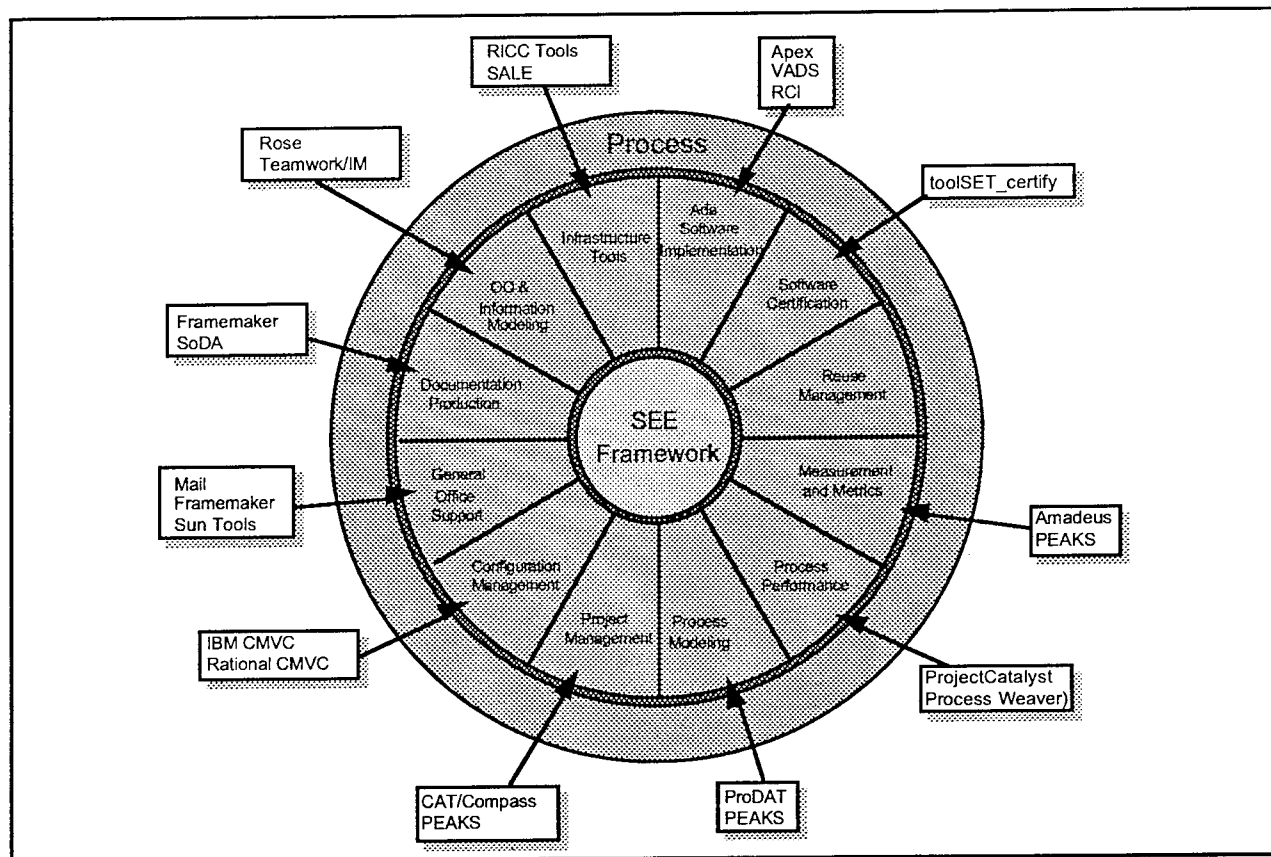 RICC Tools
SALE
Apex
VADS
RCI
Rose
Teamwork/IM
Process
toolSET_certify
Infrastructure
Tools
Ada
Software
Implementation
OO &
Information
Modeling
Software
Certification
Framemaker
SoDA
Documentation
Production
Reuse
Management
SEE
Framework
Mail
Framemaker
Sun Tools
General
Office
Support
Measurement
and Metrics
Amadeus
PEAKS
Configuration
Management
Process
Performance
Project
Management
Process
Modeling
IBM CMVC
Rational CMVC
ProjectCatalyst
Process Weaver)
CAT/Compass
PEAKS
ProDAT
PEAKS